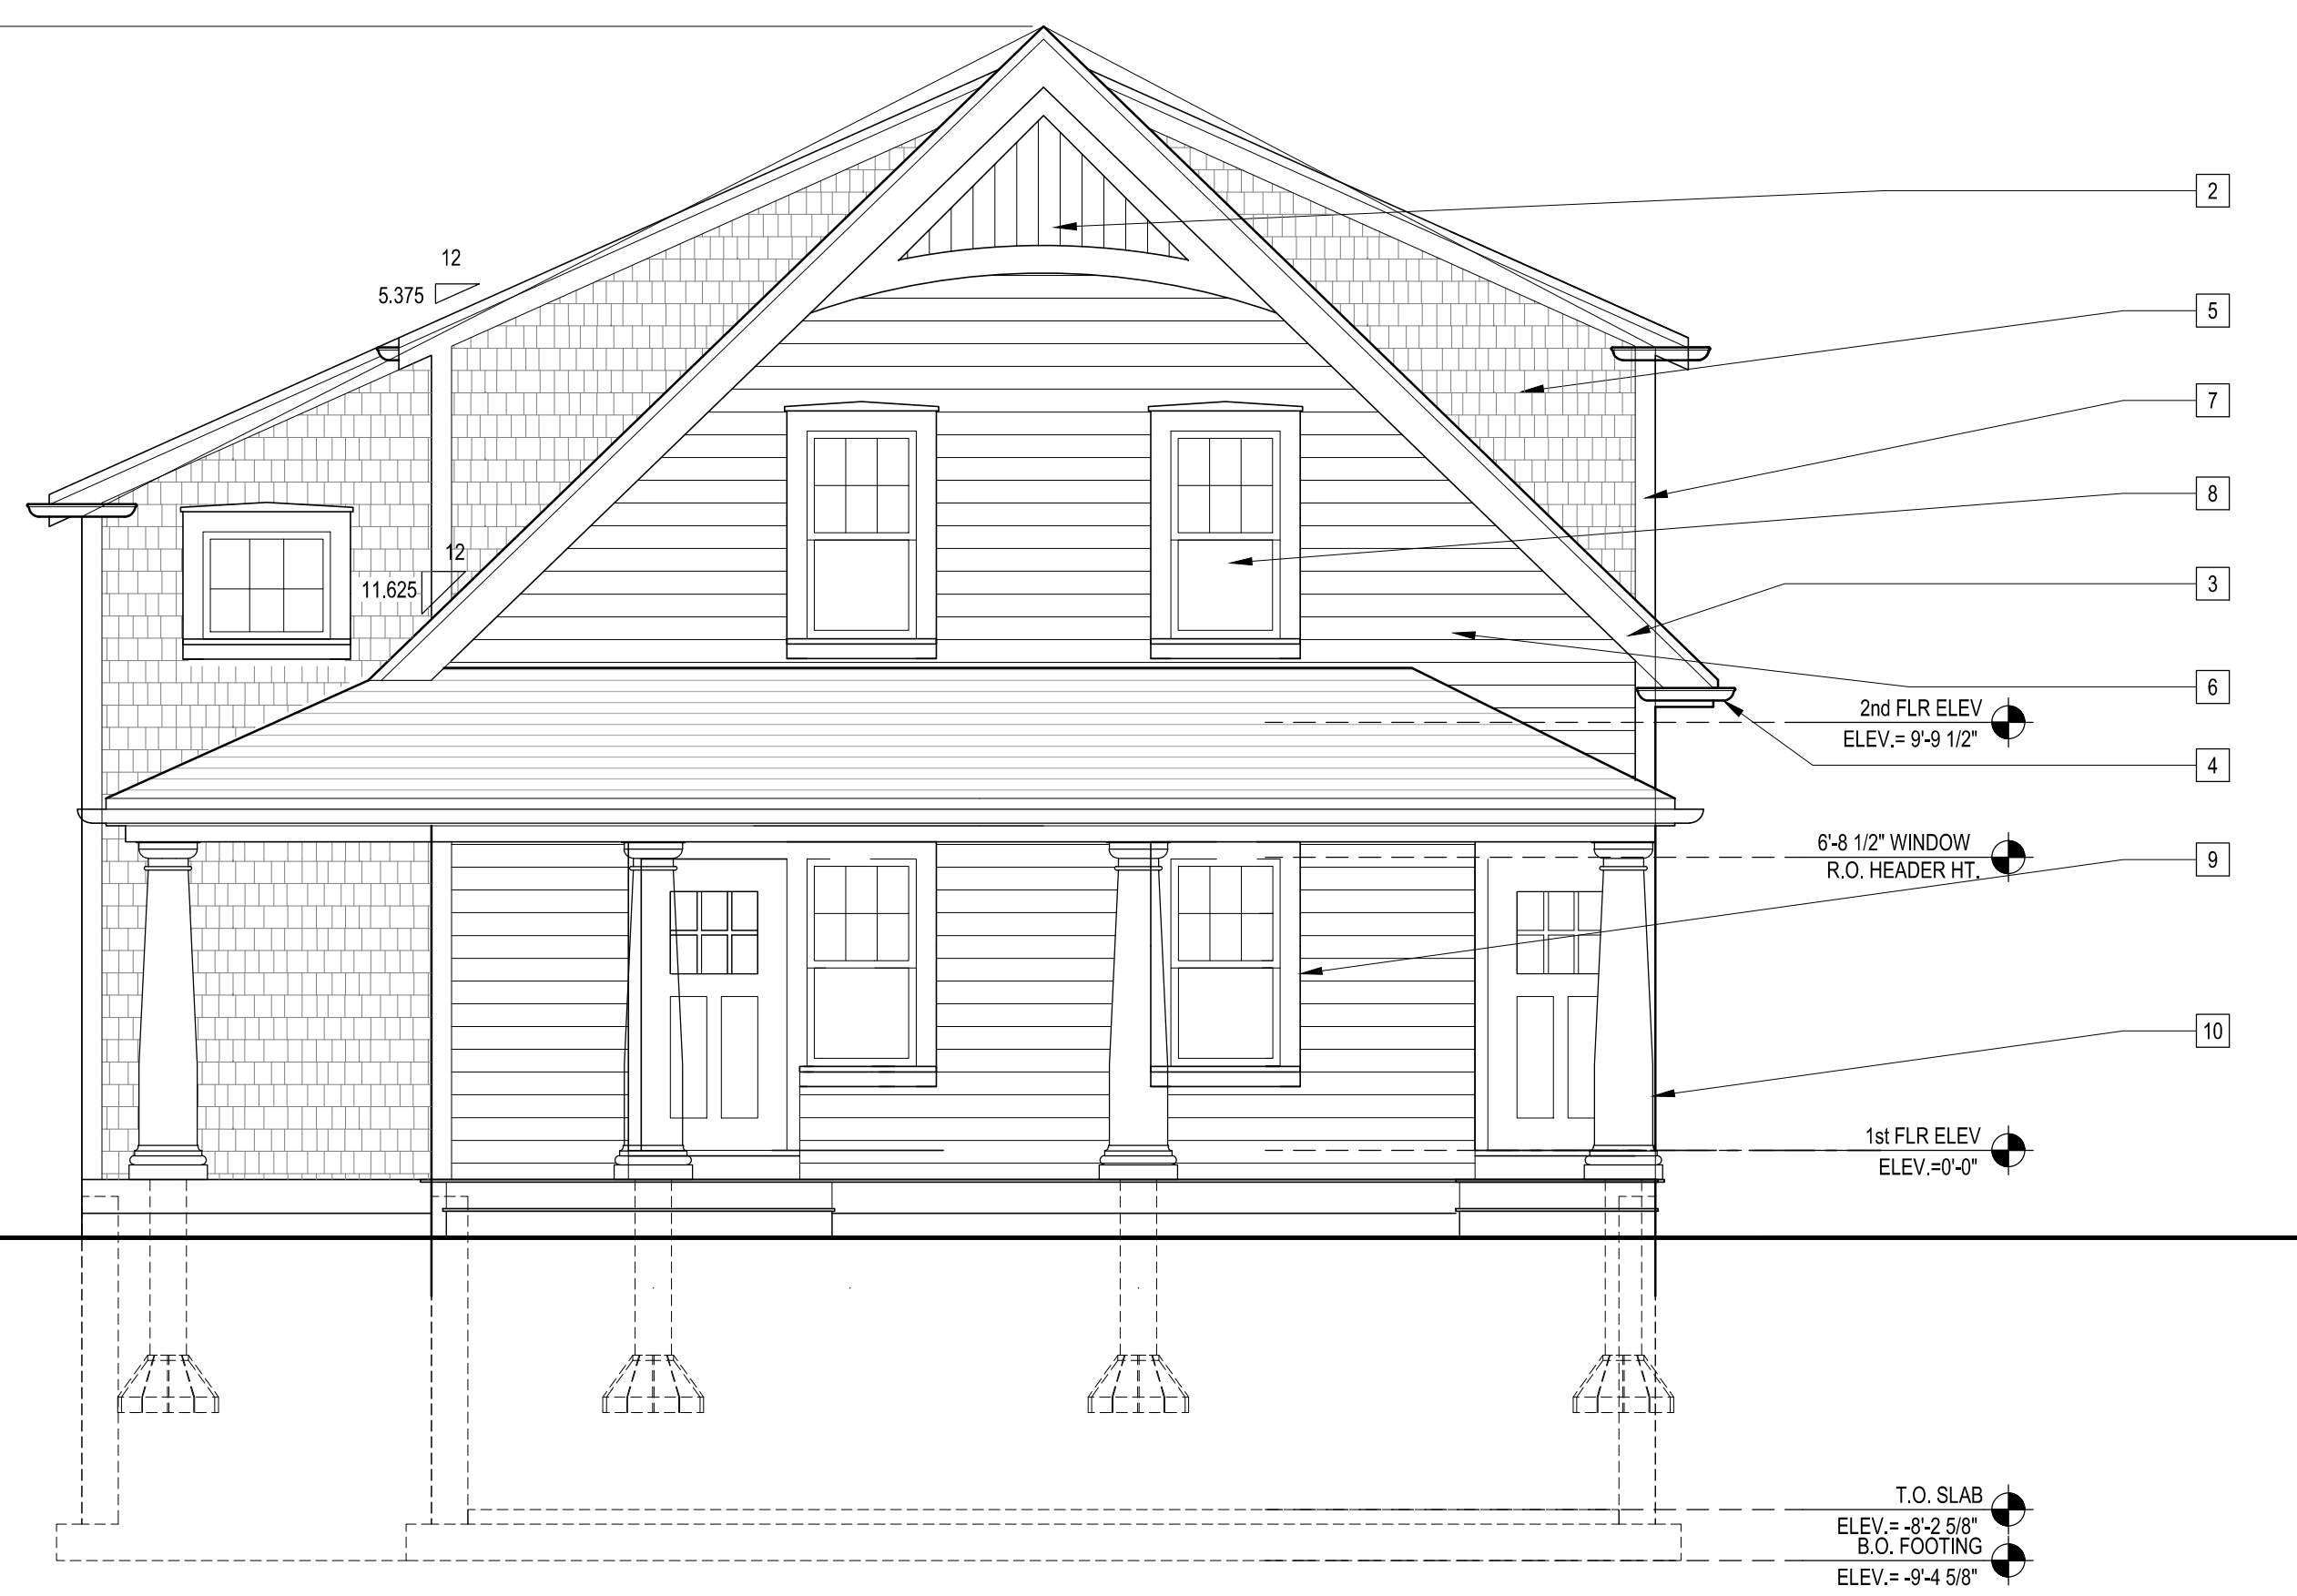 2
12
5.375
5
7
8
12
11.625
3
6
2nd FLR ELEV
ELEV.= 9'-9 1/2"
4
6'-8 1/2" WINDOW
R.O. HEADER HT.
9
10
1st FLR ELEV
ELEV.=0'-0"
T.O. SLAB
ELEV.= -8'-2 5/8"
B.O. FOOTING
ELEV.= -9'-4 5/8"